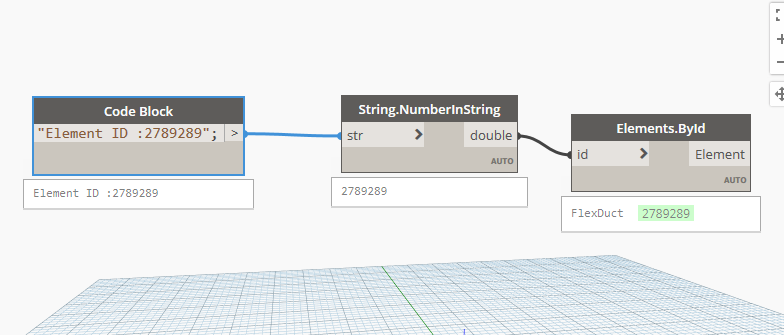 Code Block
"Element ID :2789289"; >
Element ID :2789289
String.NumberInString
str > double
AUTO
2789289
Elements.ById
id > Element
AUTO
FlexDuct 2789289